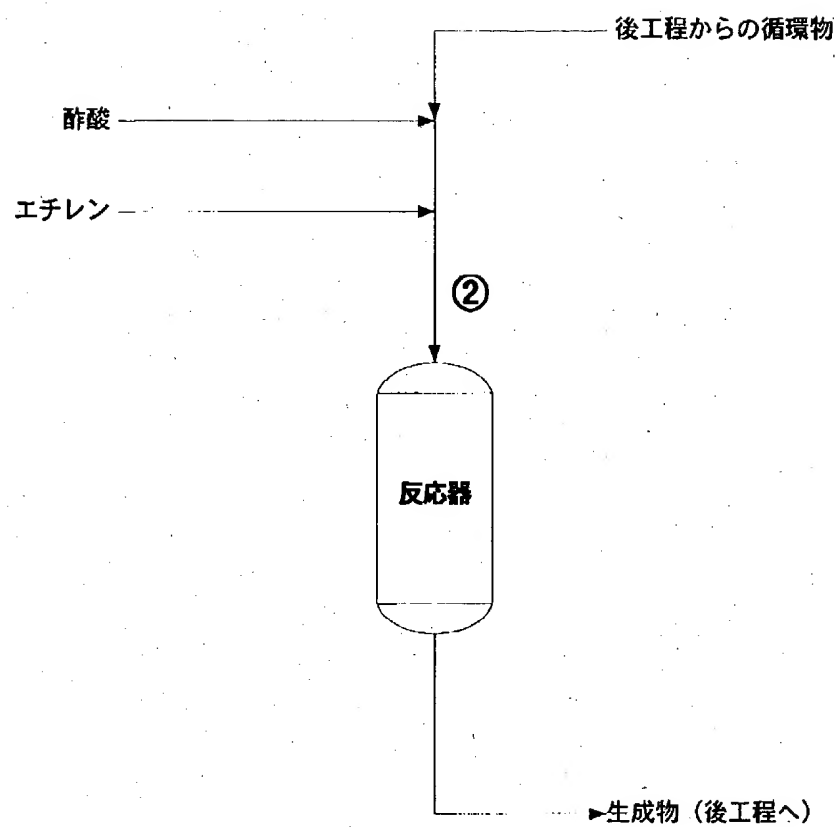 後工程からの循環物
酢酸
エチレン
②
反応器
生成物（後工程へ）